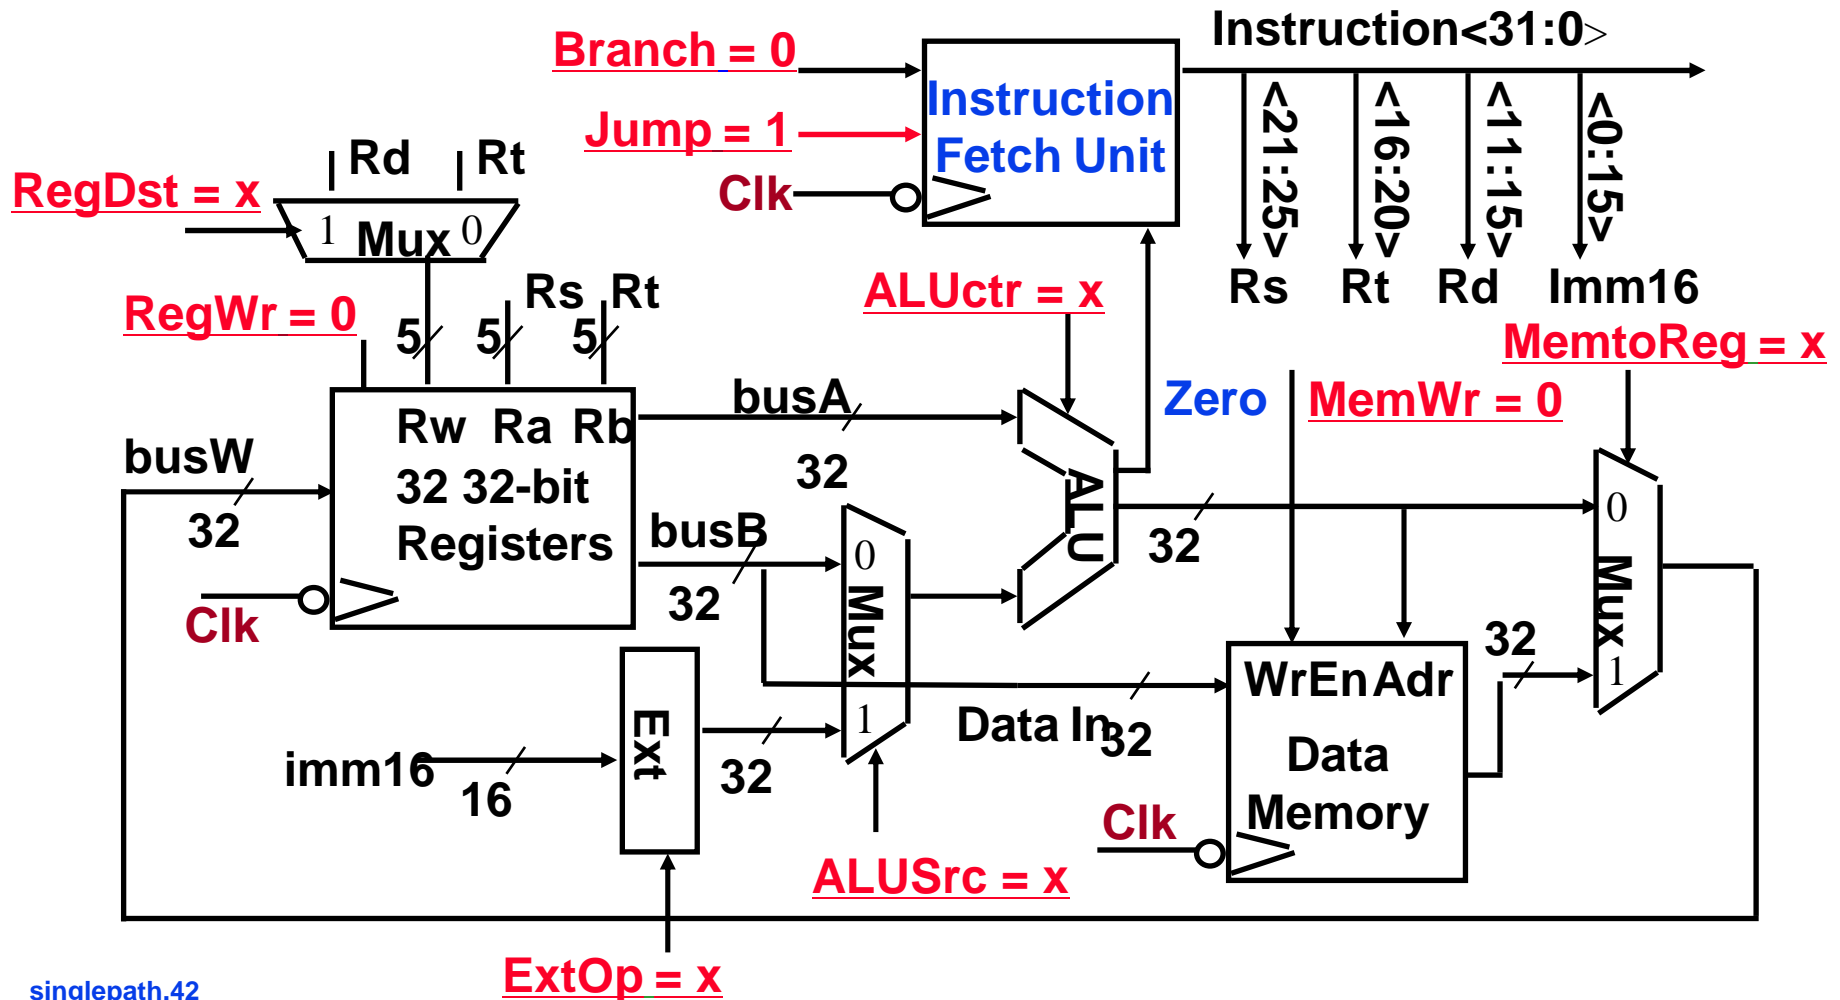 Instruction<31:0>
Branch = 0
Instruction
Fetch Unit
Jump = 1
Clk
<21:25>
<16:20>
<11:15>
<0:15>
Rd
Rt
RegDst = x
1
Mux
0
Rs
Rt
Rd
Imm16
RegWr = 0
5
5
5
Rs
Rt
ALUctr = x
MemtoReg = x
busA
32
Zero
MemWr = 0
Rw
Ra
Rb
32 32-bit
Registers
busW
32
Clk
busB
32
0
Mux
1
ALU
32
0
Mux
1
32
WrEn
Adr
Data
Memory
Data In
32
Clk
imm16
16
Ext
32
ALUSrc = x
ExtOp = x
singlepath.42